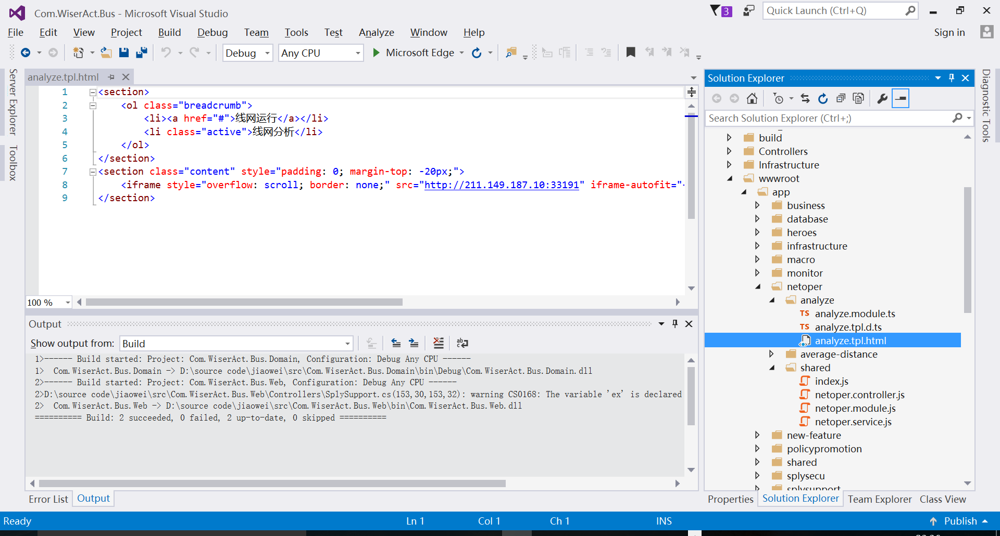 Com.WiserAct.Bus - Microsoft Visual Studio
3
Quick Launch (Ctrl+Q)
File Edit View Project Build Debug Team Tools Test Analyze Window Help
Sign in
Debug Any CPU Microsoft Edge
Server Explorer
Toolbox
analyze.tpl.html
1 <section>
2 <ol class="breadcrumb">
3 <li><a href="#">线网运行</a></li>
4 <li class="active">线网分析</li>
5 </ol>
6 </section>
7 <section class="content" style="padding: 0; margin-top: -20px;">
8 <iframe style="overflow: scroll; border: none;" src="http://211.149.187.10:33191" iframe-autofit="-
9 </section>
100 %
Output
Show output from: Build
1>------ Build started: Project: Com.WiserAct.Bus.Domain, Configuration: Debug Any CPU ------
1> Com.WiserAct.Bus.Domain -> D:\source code\jiaowei\src\Com.WiserAct.Bus.Domain\bin\Debug\Com.WiserAct.Bus.Domain.dll
2>------ Build started: Project: Com.WiserAct.Bus.Web, Configuration: Debug Any CPU ------
2>D:\source code\jiaowei\src\Com.WiserAct.Bus.Web\Controllers\SplySupport.cs(153,30,153,32): warning CS0168: The variable 'ex' is declared
2> Com.WiserAct.Bus.Web -> D:\source code\jiaowei\src\Com.WiserAct.Bus.Web\bin\Com.WiserAct.Bus.Web.dll
========== Build: 2 succeeded, 0 failed, 2 up-to-date, 0 skipped ==========
Error List Output
Solution Explorer
Search Solution Explorer (Ctrl+;)
build
Controllers
Infrastructure
wwwroot
app
business
database
heroes
infrastructure
macro
monitor
netoper
analyze
TS analyze.module.ts
TS analyze.tpl.d.ts
analyze.tpl.html
average-distance
shared
index.js
netoper.controller.js
netoper.module.js
netoper.service.js
new-feature
policypromotion
shared
splysecu
splysupport
Properties Solution Explorer Team Explorer Class View
Diagnostic Tools
Ready Ln 1 Col 1 Ch 1 INS Publish